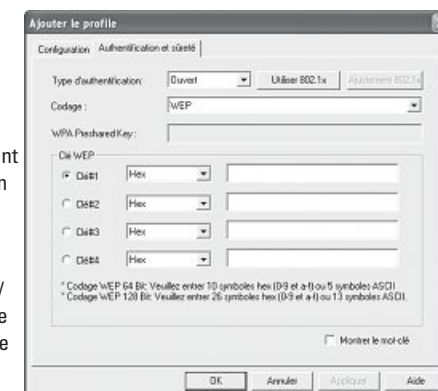 Ajouter le profile
Configuration Authentification et sûreté
Type d'authentification: Ouvert Utiliser 802.1x Ajustement 802.1x
Codage : WEP
WPA Preshared Key :
Clé WEP
Clé#1 Hex
Clé#2 Hex
Clé#3 Hex
Clé#4 Hex
* Codage WEP 64 Bit: Veuillez entrer 10 symboles hex (0-9 et a-f) ou 5 symboles ASCII
* Codage WEP 128 Bit: Veuillez entrer 26 symboles hex (0-9 et a-f) ou 13 symboles ASCII.
Montrer le mot-clé
OK Annuler Appliquer Aide